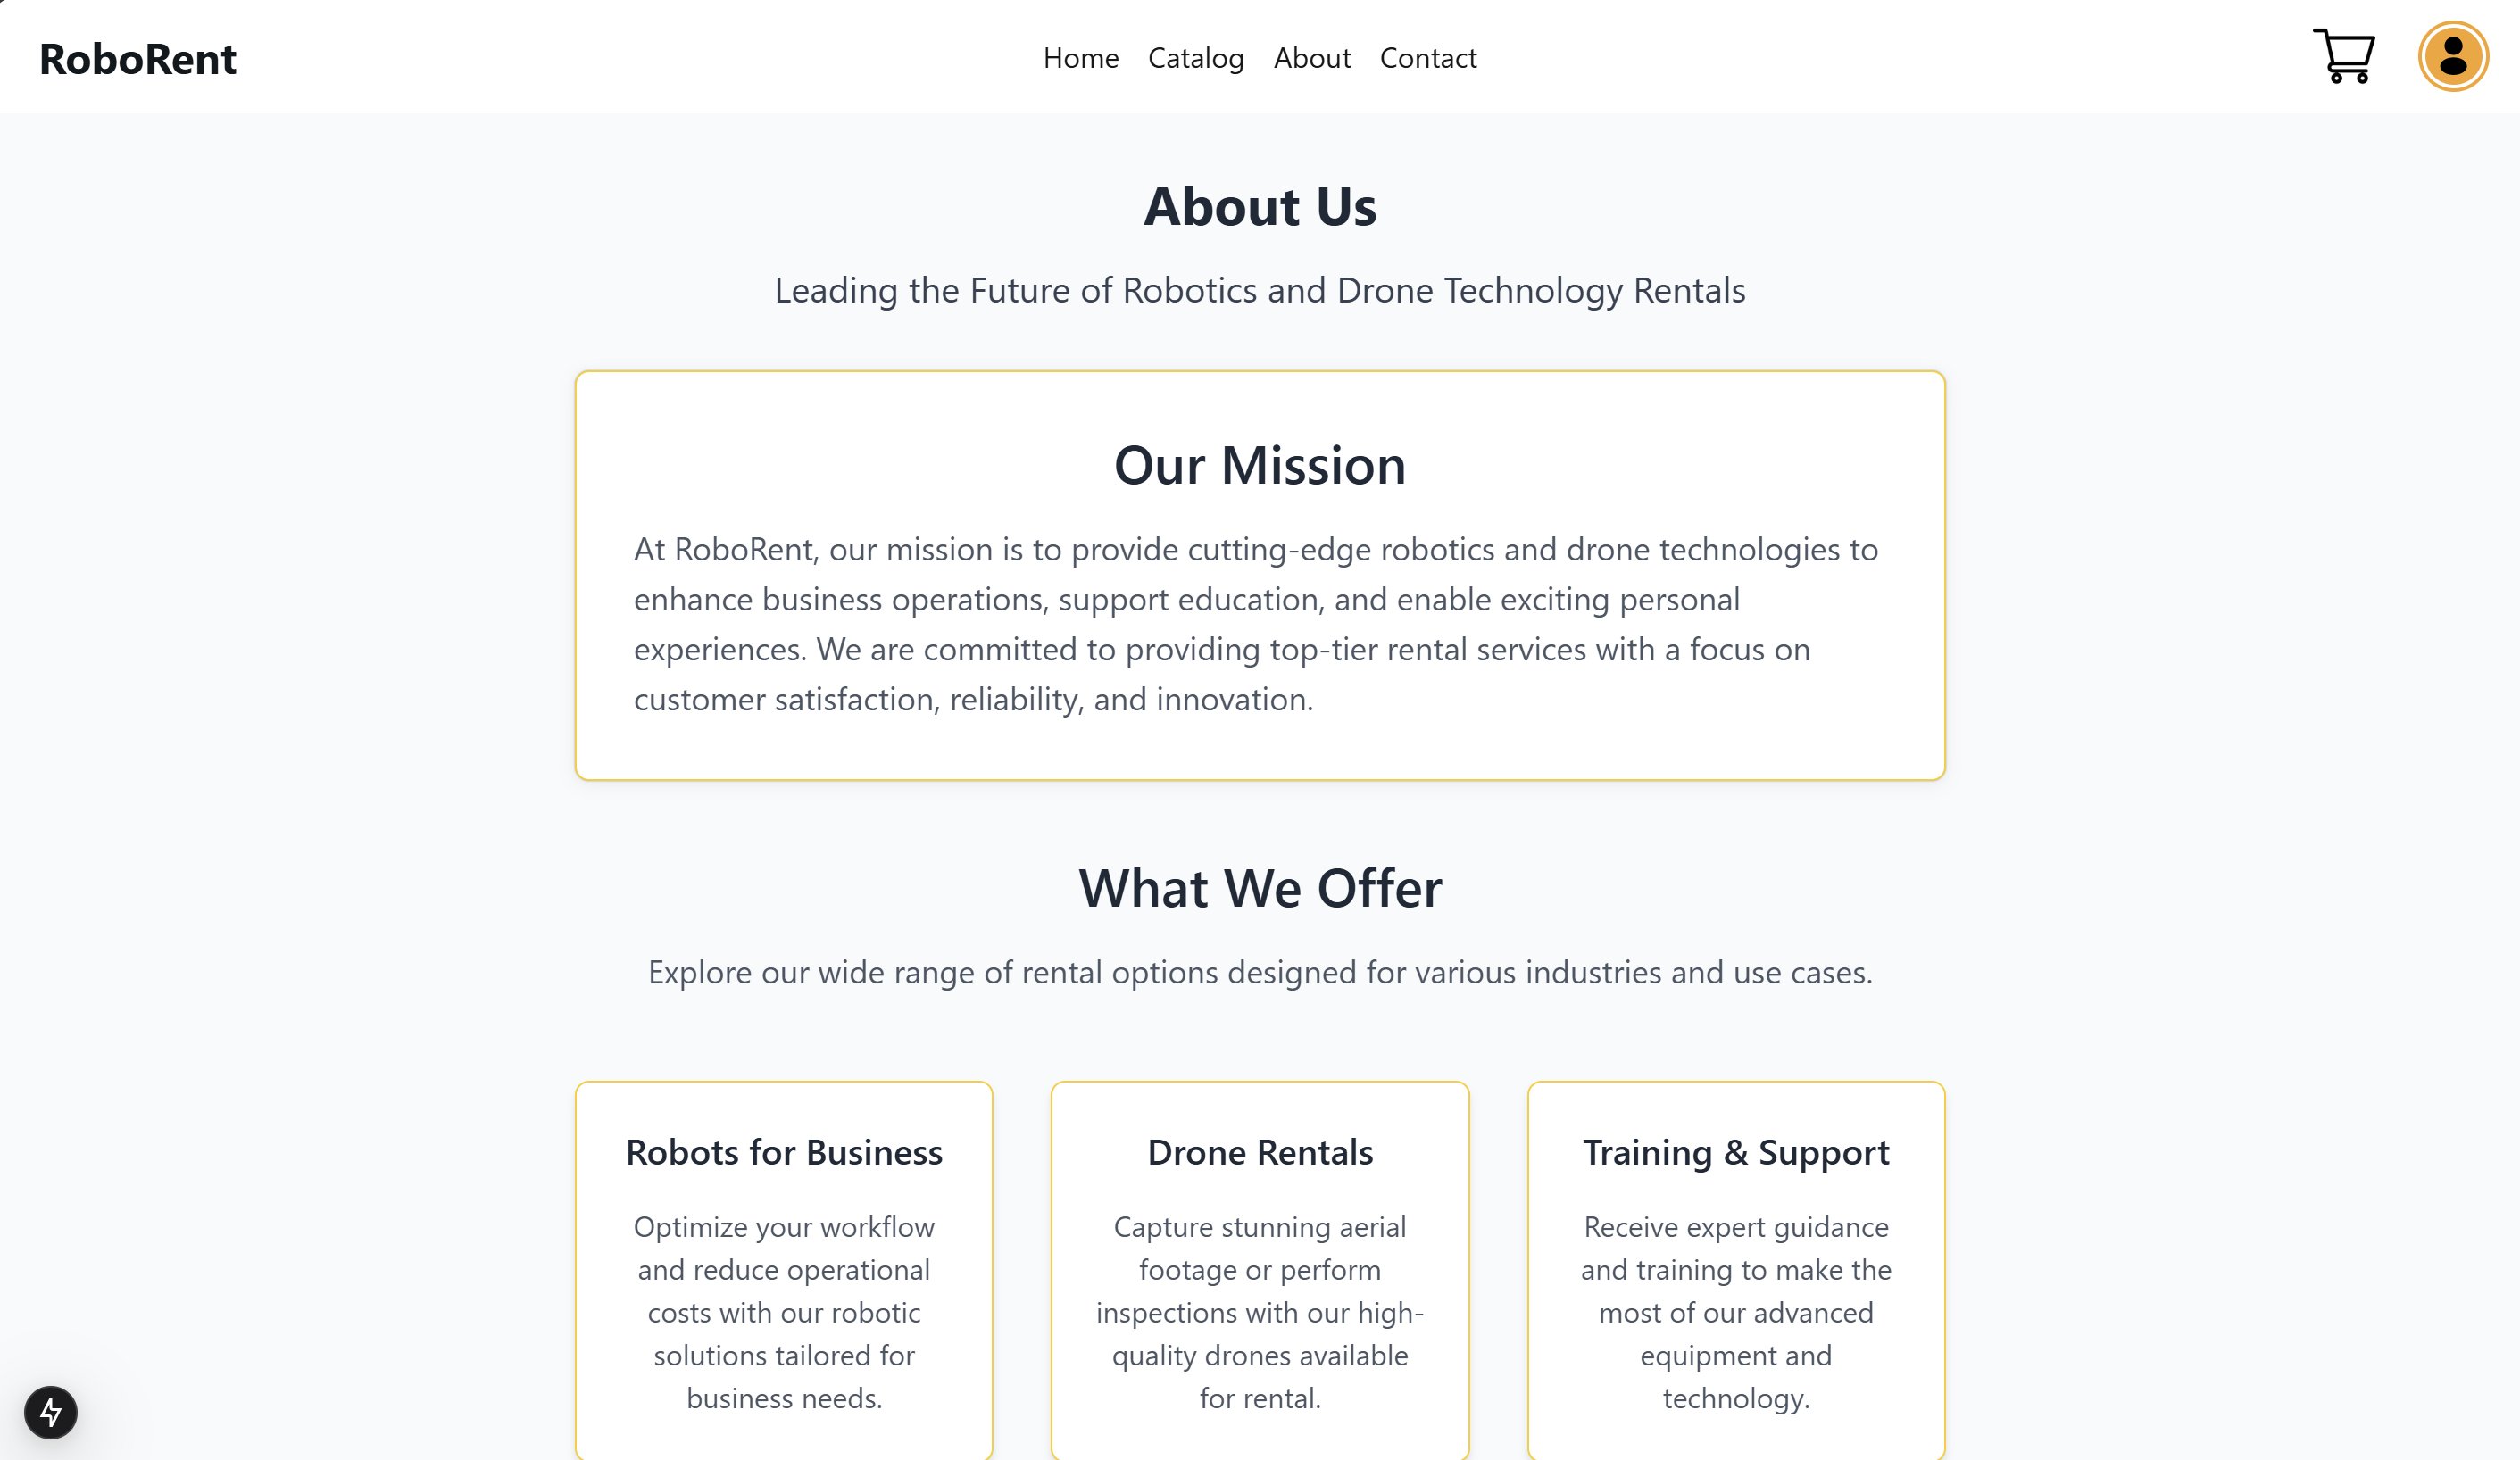 RoboRent
Home Catalog About Contact
About Us
Leading the Future of Robotics and Drone Technology Rentals
Our Mission
At RoboRent, our mission is to provide cutting-edge robotics and drone technologies to
enhance business operations, support education, and enable exciting personal
experiences. We are committed to providing top-tier rental services with a focus on
customer satisfaction, reliability, and innovation.
What We Offer
Explore our wide range of rental options designed for various industries and use cases.
Robots for Business
Optimize your workflow
and reduce operational
costs with our robotic
solutions tailored for
business needs.
Drone Rentals
Capture stunning aerial
footage or perform
inspections with our high-
quality drones available
for rental.
Training & Support
Receive expert guidance
and training to make the
most of our advanced
equipment and
technology.